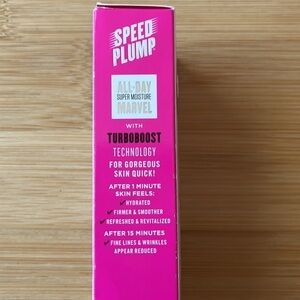 SPEED
PLUMP
ALL-DAY
SUPER MOISTURE
MARVEL
WITH
TURBOBOOST
TECHNOLOGY
FOR GORGEOUS
SKIN QUICK!
AFTER 1 MINUTE
SKIN FEELS:
✓HYDRATED
✓FIRMER & SMOOTHER
✓REFRESHED & REVITALIZED
AFTER 15 MINUTES
✓FINE LINES & WRINKLES
APPEAR REDUCED